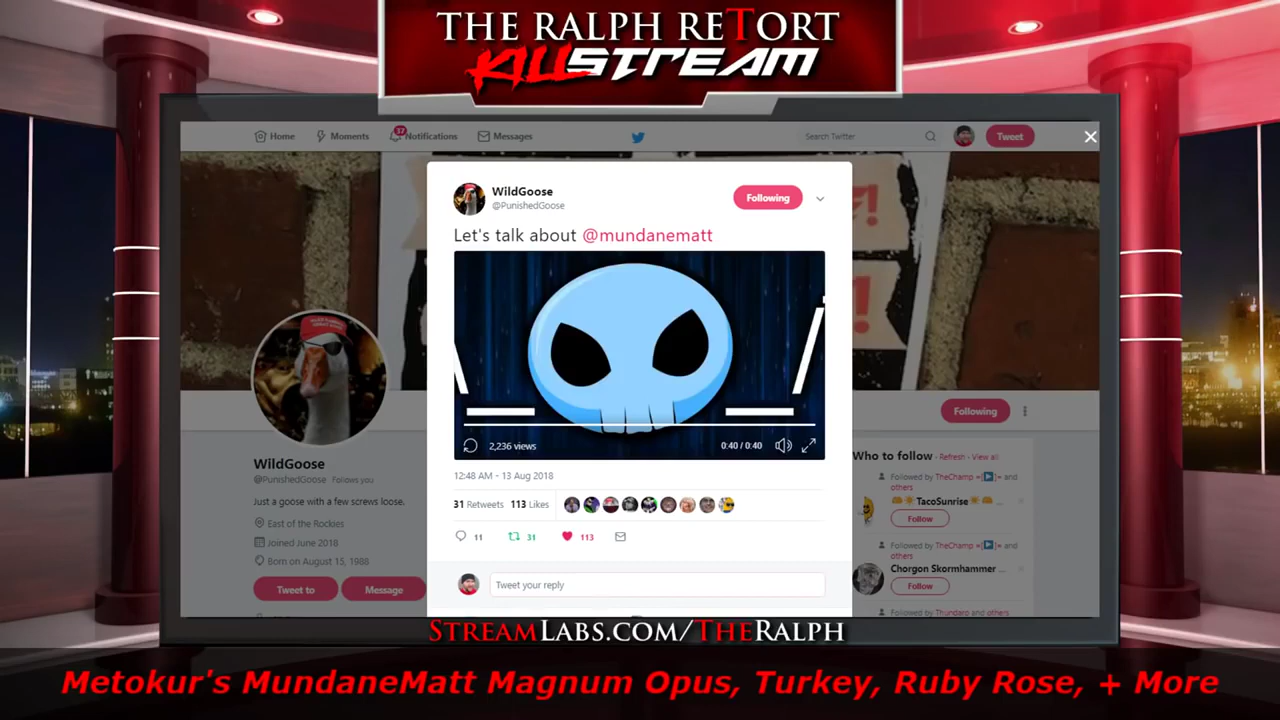 THE RALPH RETORT
KILLSTREAM
Home
Moments
37
Notifications
Messages
Search Twitter
Tweet
WildGoose
@PunishedGoose
Following
Let's talk about @mundanematt
2,236 views
0:40 / 0:40
12:48 AM - 13 Aug 2018
31 Retweets 113 Likes
11
31
113
Tweet your reply
WildGoose
@PunishedGoose Follows you
Just a goose with a few screws loose.
East of the Rockies
Joined June 2018
Born on August 15, 1988
Tweet to
Message
Following
Who to follow · Refresh · View all
Followed by TheChamp and
others
TacoSunrise
Follow
Followed by TheChamp and
others
Chorgon Skormhammer ...
Follow
Followed by Thundarp and others
STREAMLABS.COM/THERALPH
Metokur's MundaneMatt Magnum Opus, Turkey, Ruby Rose, + More